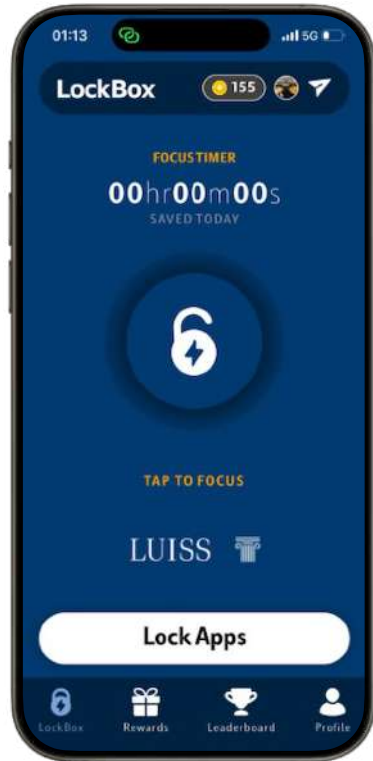 01:13 5G
LockBox 155
FOCUS TIMER
00hr00m00s
SAVED TODAY
TAP TO FOCUS
LUISS
Lock Apps
LockBox Rewards Leaderboard Profile